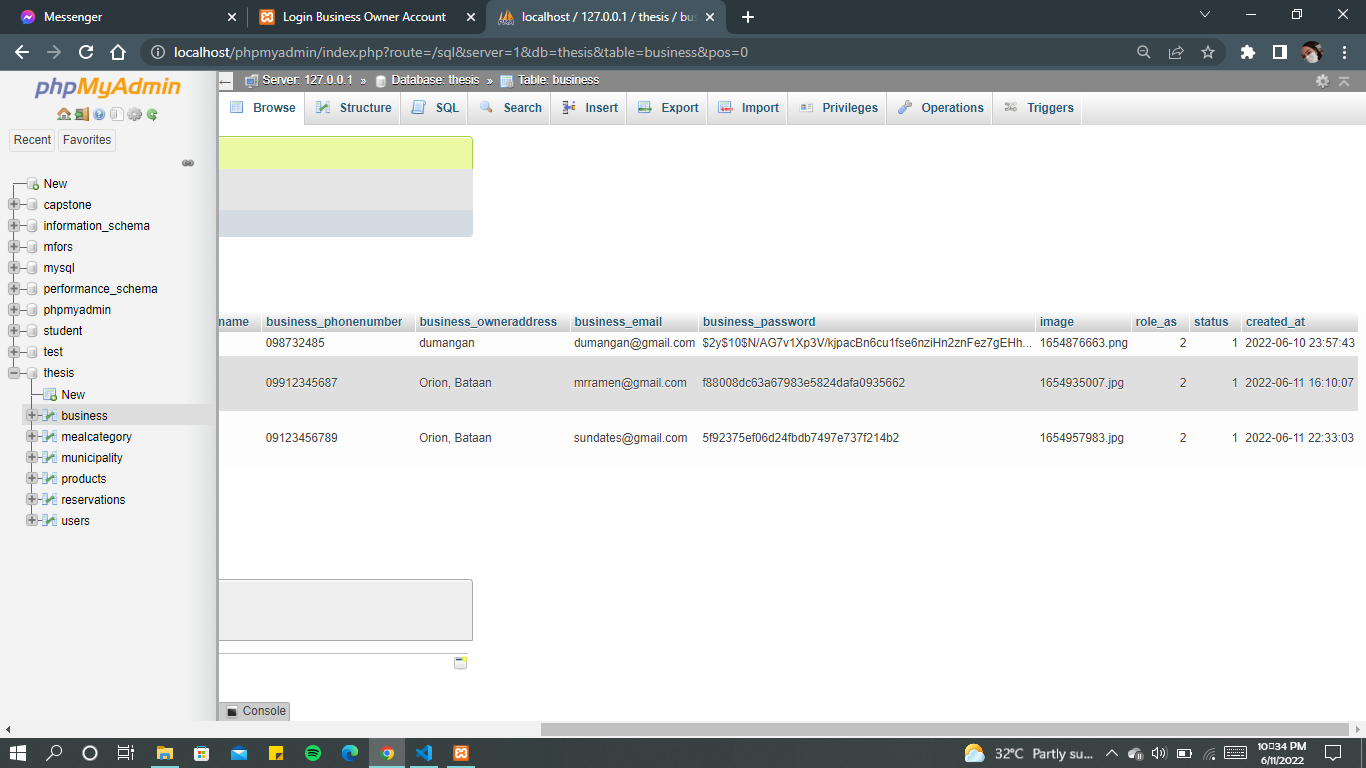 Messenger
Login Business Owner Account
localhost / 127.0.0.1 / thesis / bus
localhost/phpmyadmin/index.php?route=/sql&server=1&db=thesis&table=business&pos=0
phpMyAdmin
Server: 127.0.0.1 » Database: thesis » Table: business
Browse Structure SQL Search Insert Export Import Privileges Operations Triggers
Recent Favorites
New
capstone
information_schema
mfors
mysql
performance_schema
phpmyadmin
student
test
thesis
New
business
mealcategory
municipality
products
reservations
users
name business_phonenumber business_owneraddress business_email business_password image role_as status created_at
098732485 dumangan dumangan@gmail.com $2y$10$N/AG7v1Xp3V/kjpacBn6cu1fse6nziHn2znFez7gEHh... 1654876663.png 2 1 2022-06-10 23:57:43
09912345687 Orion, Bataan mrramen@gmail.com f88008dc63a67983e5824dafa0935662 1654935007.jpg 2 1 2022-06-11 16:10:07
09123456789 Orion, Bataan sundates@gmail.com 5f92375ef06d24fbdb7497e737f214b2 1654957983.jpg 2 1 2022-06-11 22:33:03
Console
32°C Partly su...
10:34 PM
6/11/2022